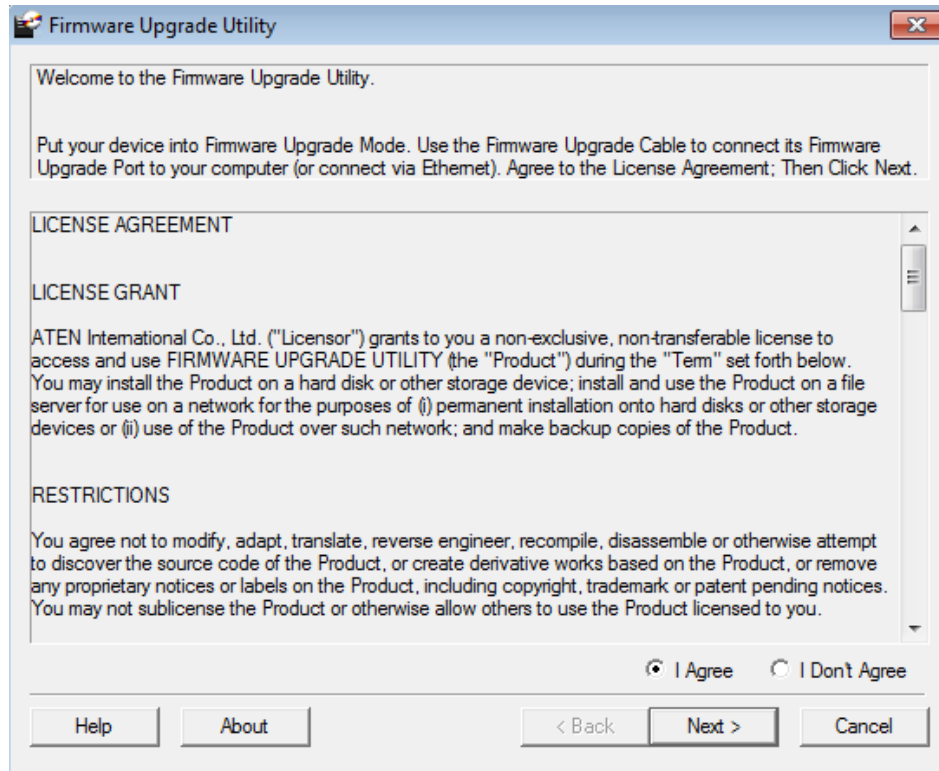 Firmware Upgrade Utility
Welcome to the Firmware Upgrade Utility.
Put your device into Firmware Upgrade Mode. Use the Firmware Upgrade Cable to connect its Firmware
Upgrade Port to your computer (or connect via Ethernet). Agree to the License Agreement; Then Click Next.
LICENSE AGREEMENT
LICENSE GRANT
ATEN International Co., Ltd. ("Licensor") grants to you a non-exclusive, non-transferable license to
access and use FIRMWARE UPGRADE UTILITY (the "Product") during the "Term" set forth below.
You may install the Product on a hard disk or other storage device; install and use the Product on a file
server for use on a network for the purposes of (i) permanent installation onto hard disks or other storage
devices or (ii) use of the Product over such network; and make backup copies of the Product.
RESTRICTIONS
You agree not to modify, adapt, translate, reverse engineer, recompile, disassemble or otherwise attempt
to discover the source code of the Product, or create derivative works based on the Product, or remove
any proprietary notices or labels on the Product, including copyright, trademark or patent pending notices.
You may not sublicense the Product or otherwise allow others to use the Product licensed to you.
I Agree I Don't Agree
Help About < Back Next > Cancel